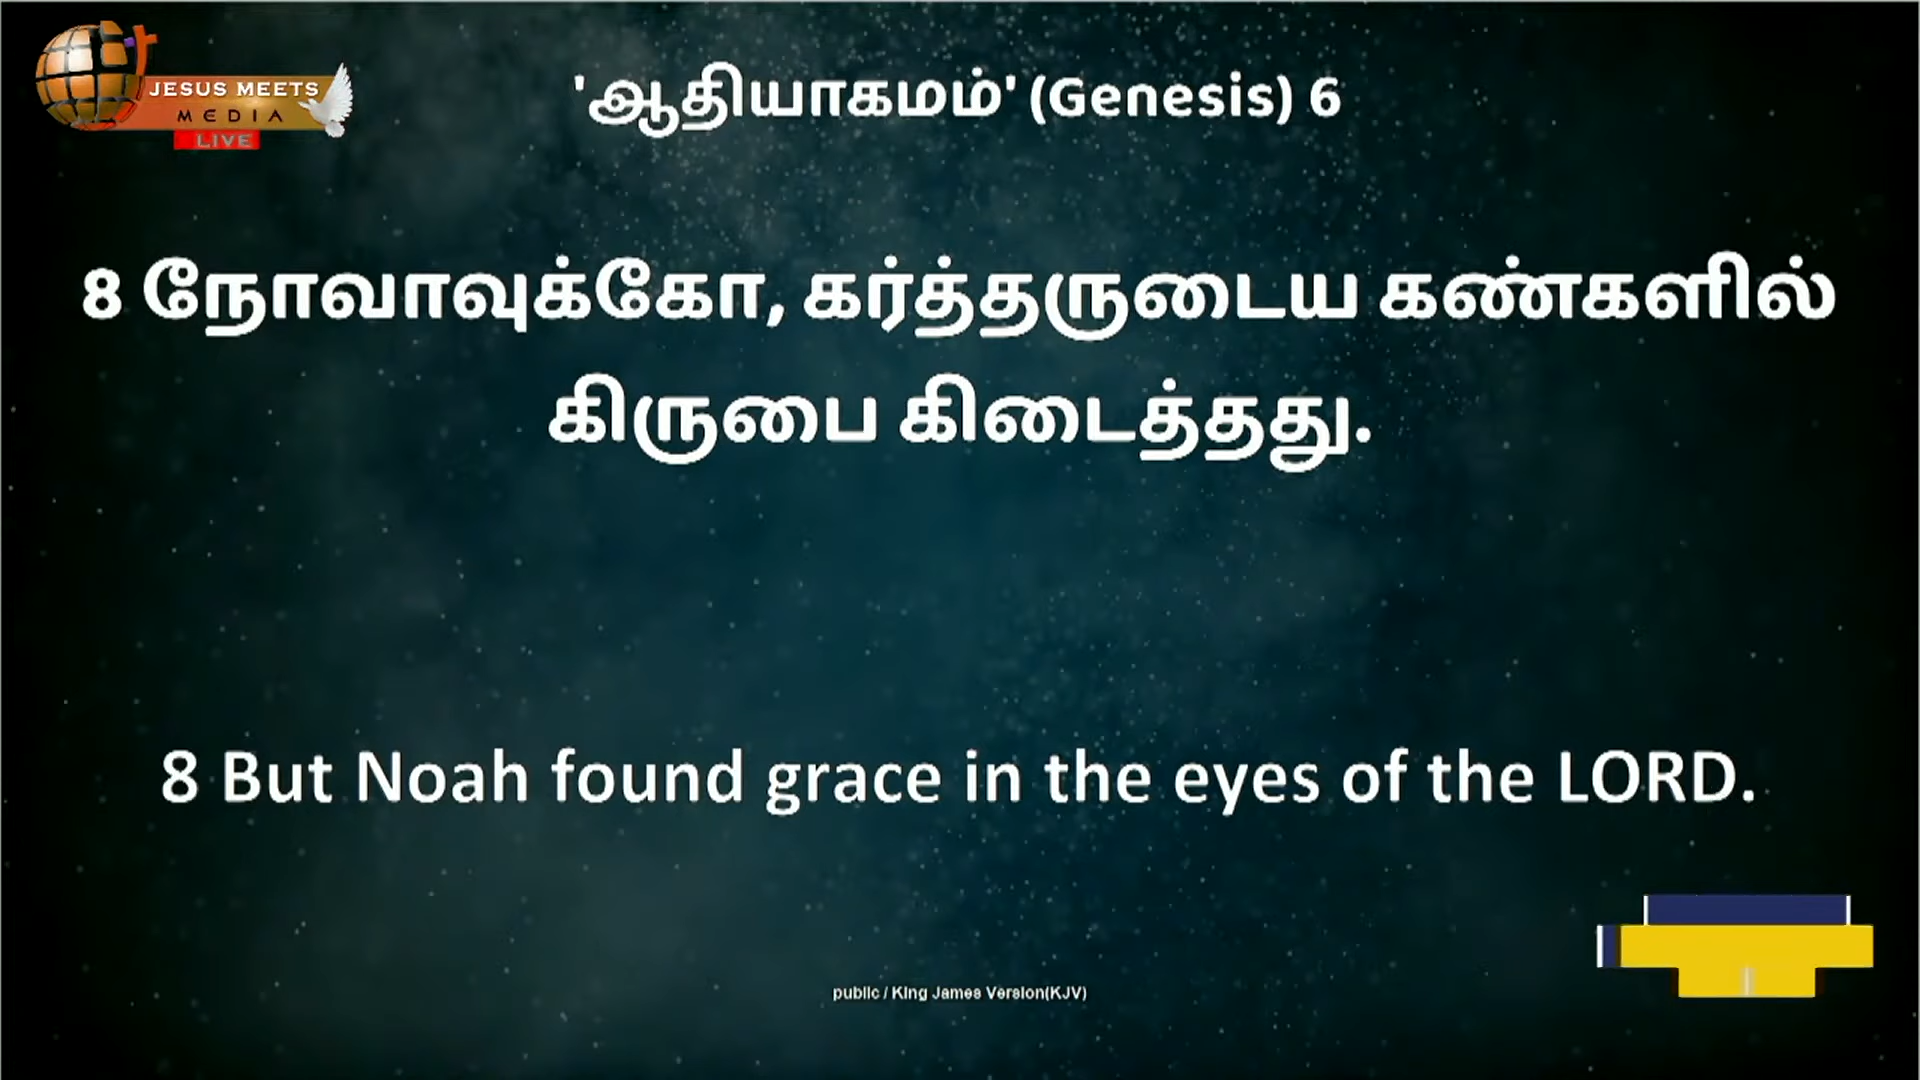 JESUS MEETS
MEDIA
LIVE
'ஆதியாகமம்' (Genesis) 6
8 நோவாவுக்கோ, கர்த்தருடைய கண்களில்
கிருபை கிடைத்தது.
8 But Noah found grace in the eyes of the LORD.
public / King James Version(KJV)